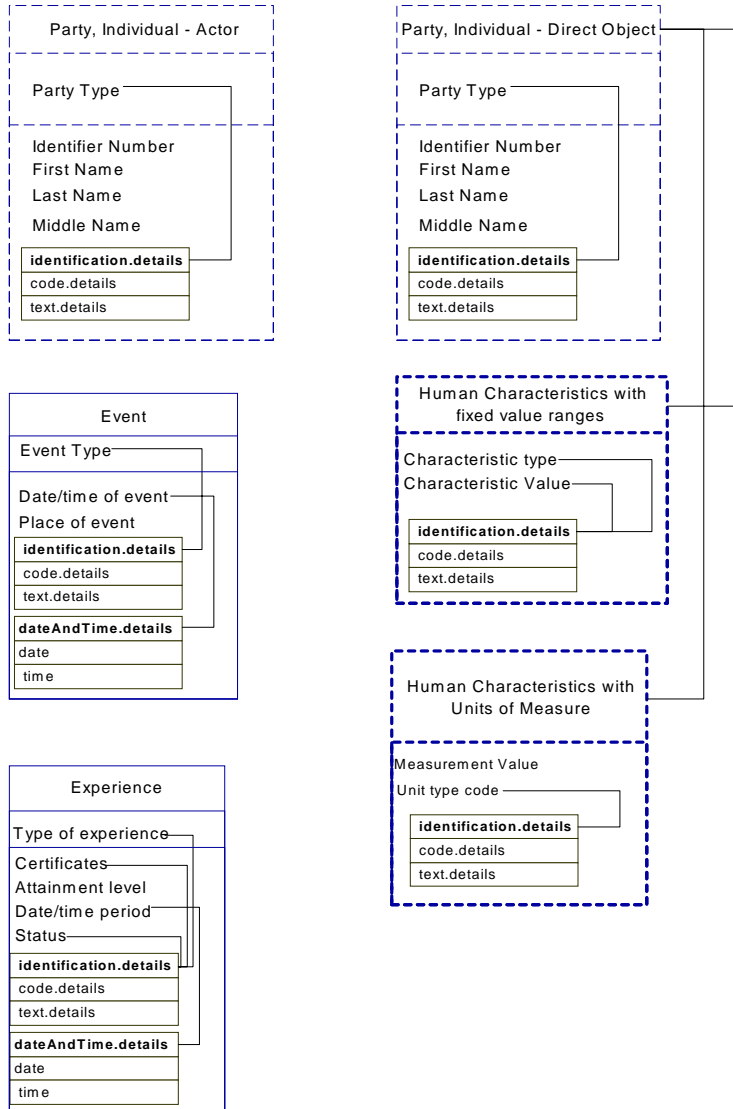 Party, Individual - Actor
Party Type
Identifier Number
First Name
Last Name
Middle Name
identification.details
code.details
text.details
Party, Individual - Direct Object
Party Type
Identifier Number
First Name
Last Name
Middle Name
identification.details
code.details
text.details
Event
Event Type
Date/time of event
Place of event
identification.details
code.details
text.details
dateAndTime.details
date
time
Human Characteristics with
fixed value ranges
Characteristic type
Characteristic Value
identification.details
code.details
text.details
Human Characteristics with
Units of Measure
Measurement Value
Unit type code
identification.details
code.details
text.details
Experience
Type of experience
Certificates
Attainment level
Date/time period
Status
identification.details
code.details
text.details
dateAndTime.details
date
time